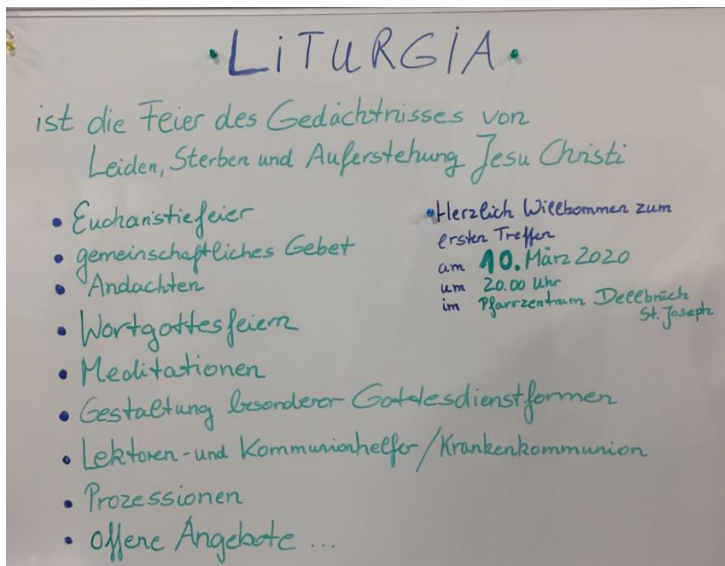 • LiTURGiA •
ist die Feier des Gedächtnisses von
Leiden, Sterben und Auferstehung Jesu Christi
• Eucharistiefeier
• gemeinschaftliches Gebet
• Andachten
• Wortgottesfeiern
• Meditationen
• Gestaltung besonderer Gottesdienstformen
• Lektoren- und Kommunionhelfer/Krankenkommunion
• Prozessionen
• offene Angebote ...
• Herzlich Willkommen zum
ersten Treffen
am 10. März 2020
um 20.00 Uhr
im Pfarrzentrum Dellbrück
St. Joseph